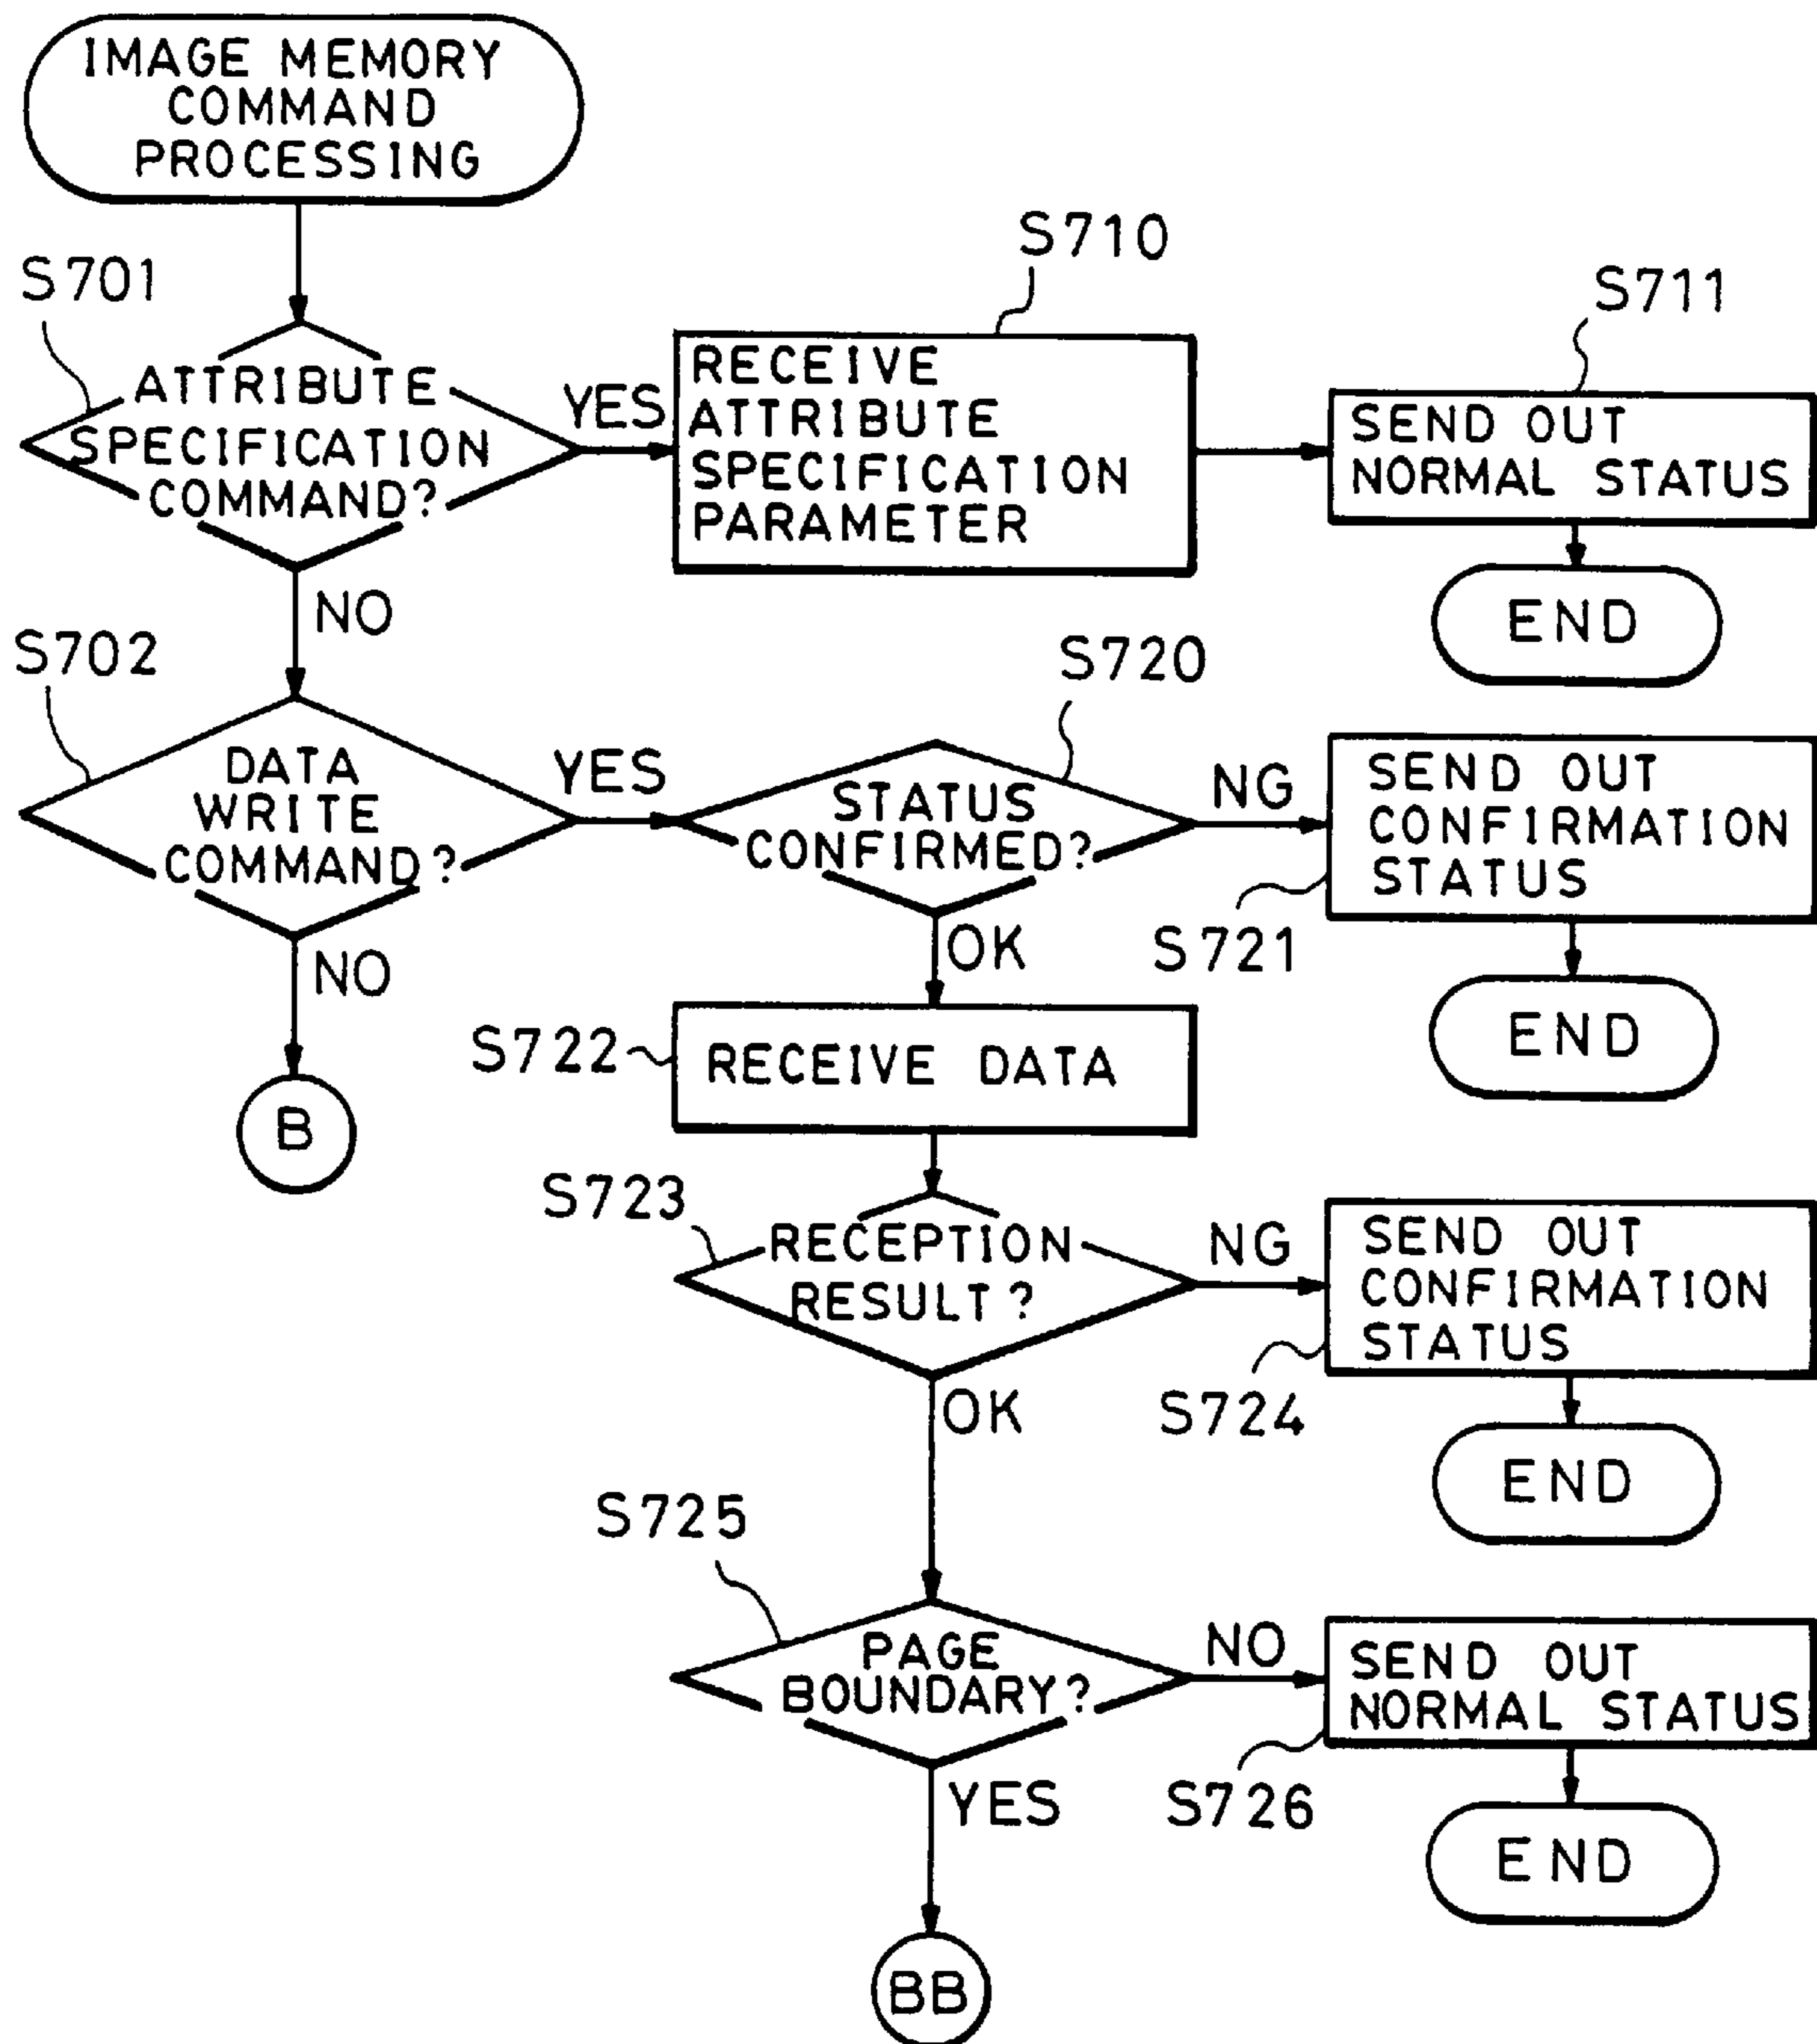 IMAGE MEMORY
COMMAND
PROCESSING
S701
ATTRIBUTE
SPECIFICATION
COMMAND?
YES
S710
RECEIVE
ATTRIBUTE
SPECIFICATION
PARAMETER
S711
SEND OUT
NORMAL STATUS
END
NO
S702
DATA
WRITE
COMMAND?
YES
S720
STATUS
CONFIRMED?
NG
SEND OUT
CONFIRMATION
STATUS
S721
END
NO
B
OK
S722
RECEIVE DATA
S723
RECEPTION
RESULT?
NG
SEND OUT
CONFIRMATION
STATUS
S724
END
OK
S725
PAGE
BOUNDARY?
NO
SEND OUT
NORMAL STATUS
S726
END
YES
BB